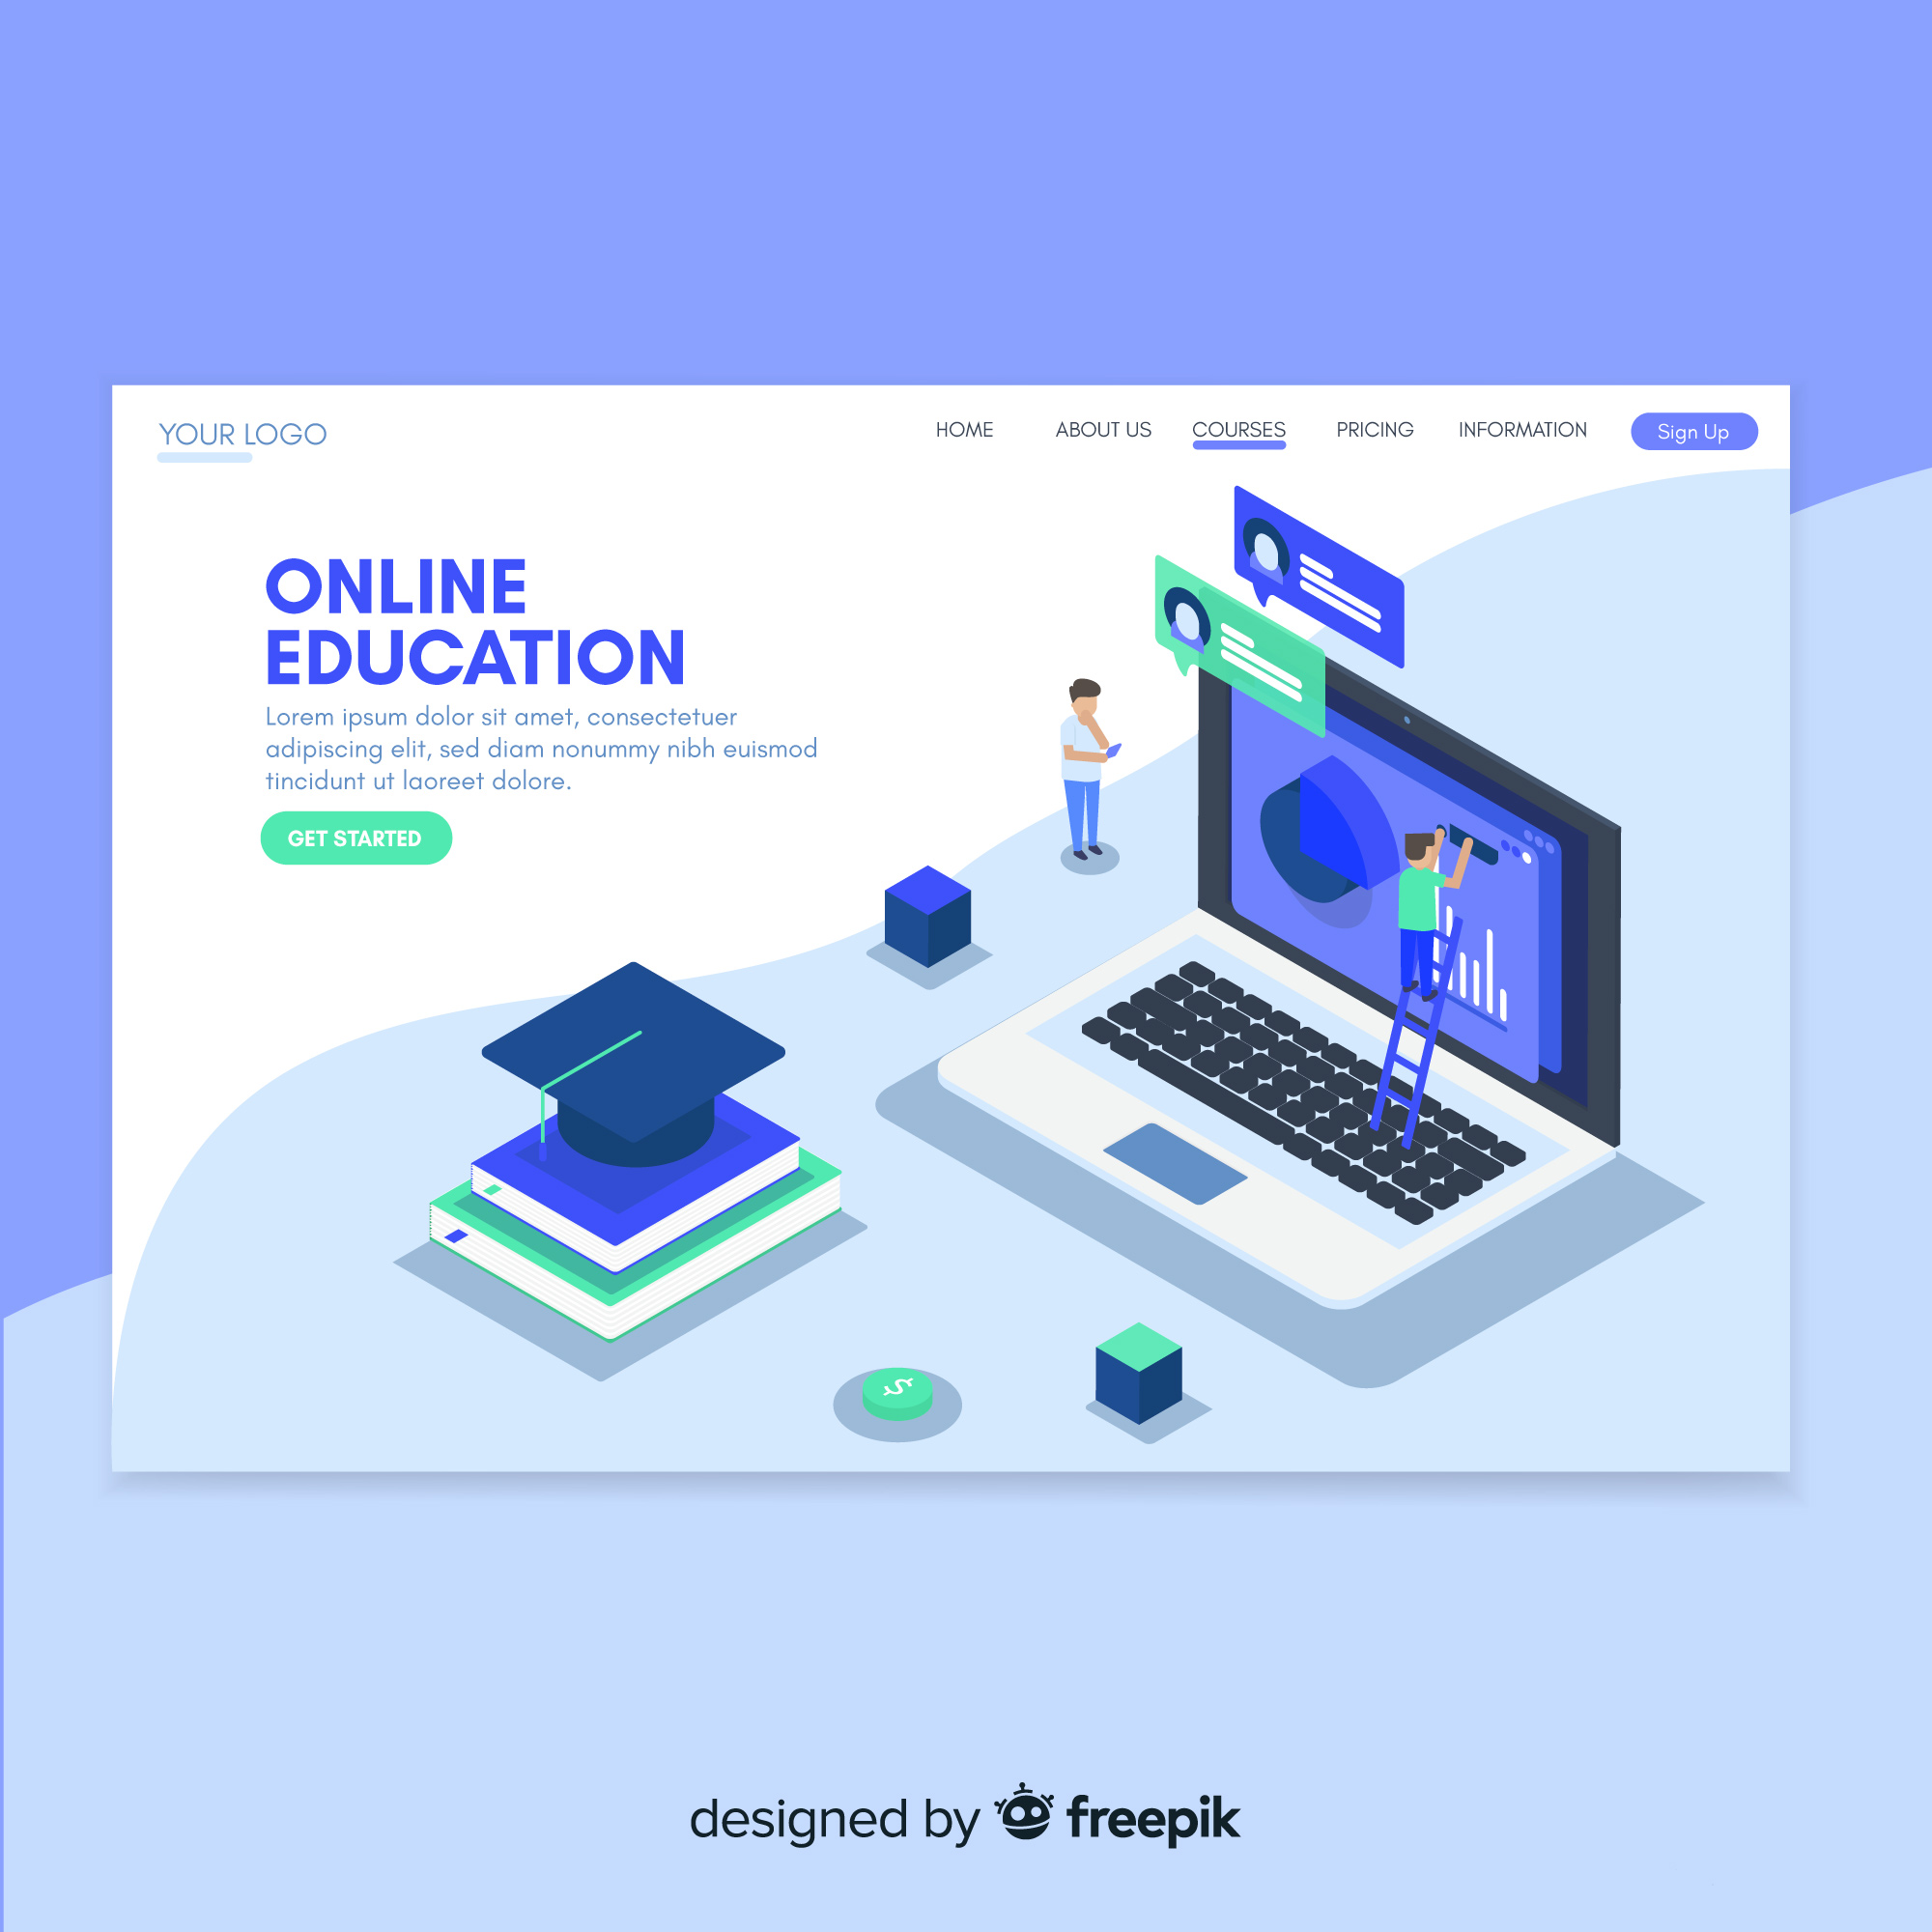 YOUR LOGO
HOME ABOUT US COURSES PRICING INFORMATION Sign Up
ONLINE
EDUCATION
Lorem ipsum dolor sit amet, consectetuer
adipiscing elit, sed diam nonummy nibh euismod
tincidunt ut laoreet dolore.
GET STARTED
$
designed by freepik